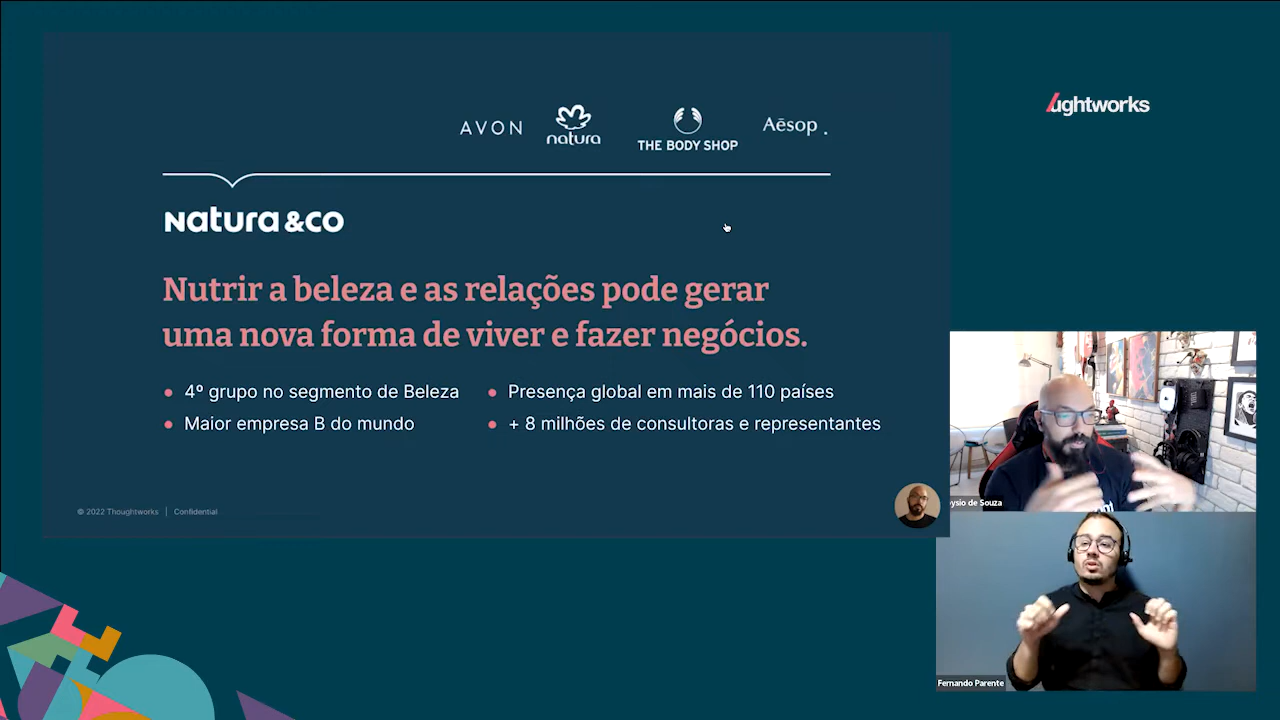 AVON
natura
THE BODY SHOP
Aēsop.
/ughtworks
natura &co
Nutrir a beleza e as relações pode gerar
uma nova forma de viver e fazer negócios.
4º grupo no segmento de Beleza
Maior empresa B do mundo
Presença global em mais de 110 países
+ 8 milhões de consultoras e representantes
© 2022 Thoughtworks | Confidential
ysio de Souza
Fernando Parente